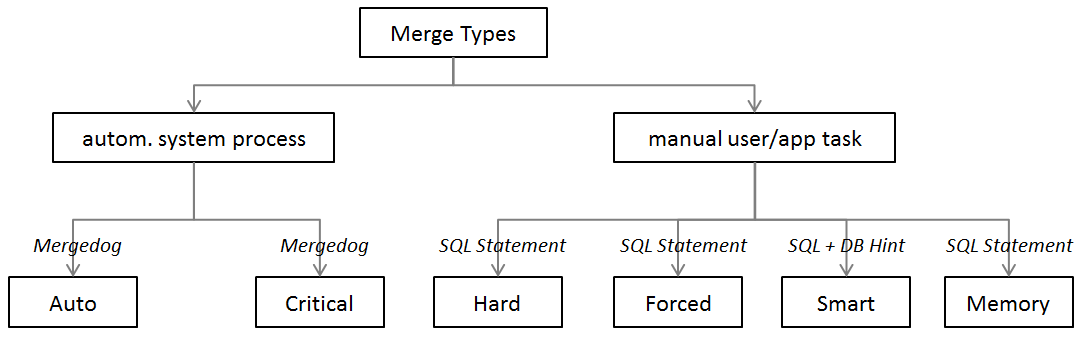 Merge Types
autom. system process
manual user/app task
Mergedog
Mergedog
SQL Statement
SQL Statement
SQL + DB Hint
SQL Statement
Auto
Critical
Hard
Forced
Smart
Memory